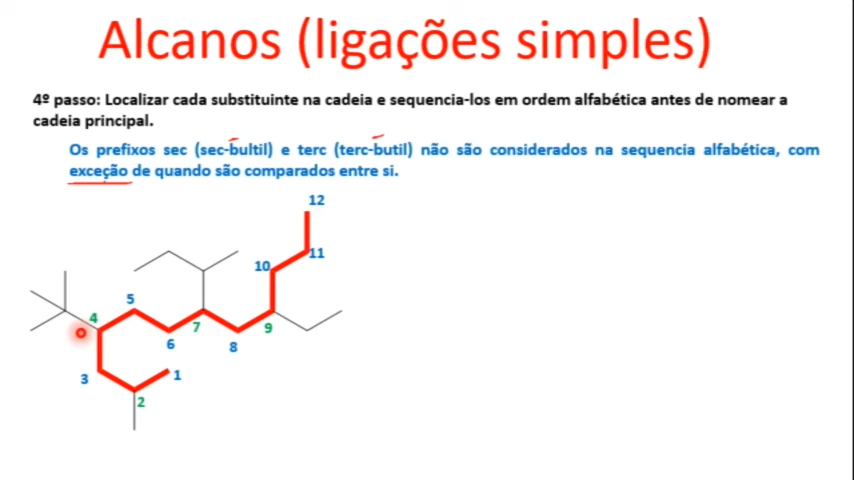 Alcanos (ligações simples)
4º passo: Localizar cada substituinte na cadeia e sequencia-los em ordem alfabética antes de nomear a
cadeia principal.
Os prefixos sec (sec-bultil) e terc (terc-butil) não são considerados na sequencia alfabética, com
exceção de quando são comparados entre si.
12
11
10
5
4
7
9
6
8
3
1
2